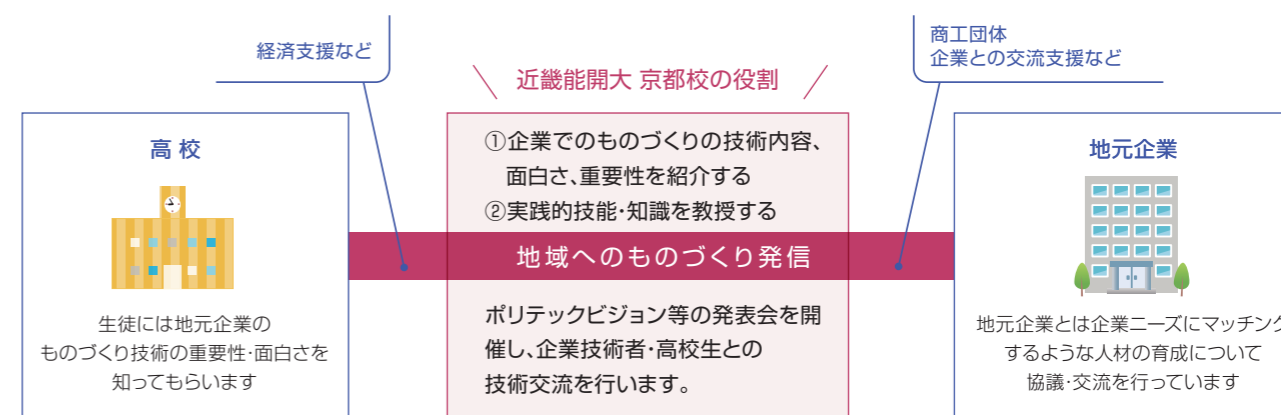 経済支援など
商工団体
企業との交流支援など
近畿能開大 京都校の役割
高校
生徒には地元企業の
ものづくり技術の重要性・面白さを
知ってもらいます
①企業でのものづくりの技術内容、
面白さ、重要性を紹介する
②実践的技能・知識を教授する
地域へのものづくり発信
ポリテックビジョン等の発表会を開
催し、企業技術者・高校生との
技術交流を行います。
地元企業
地元企業とは企業ニーズにマッチング
するような人材の育成について
協議・交流を行っています